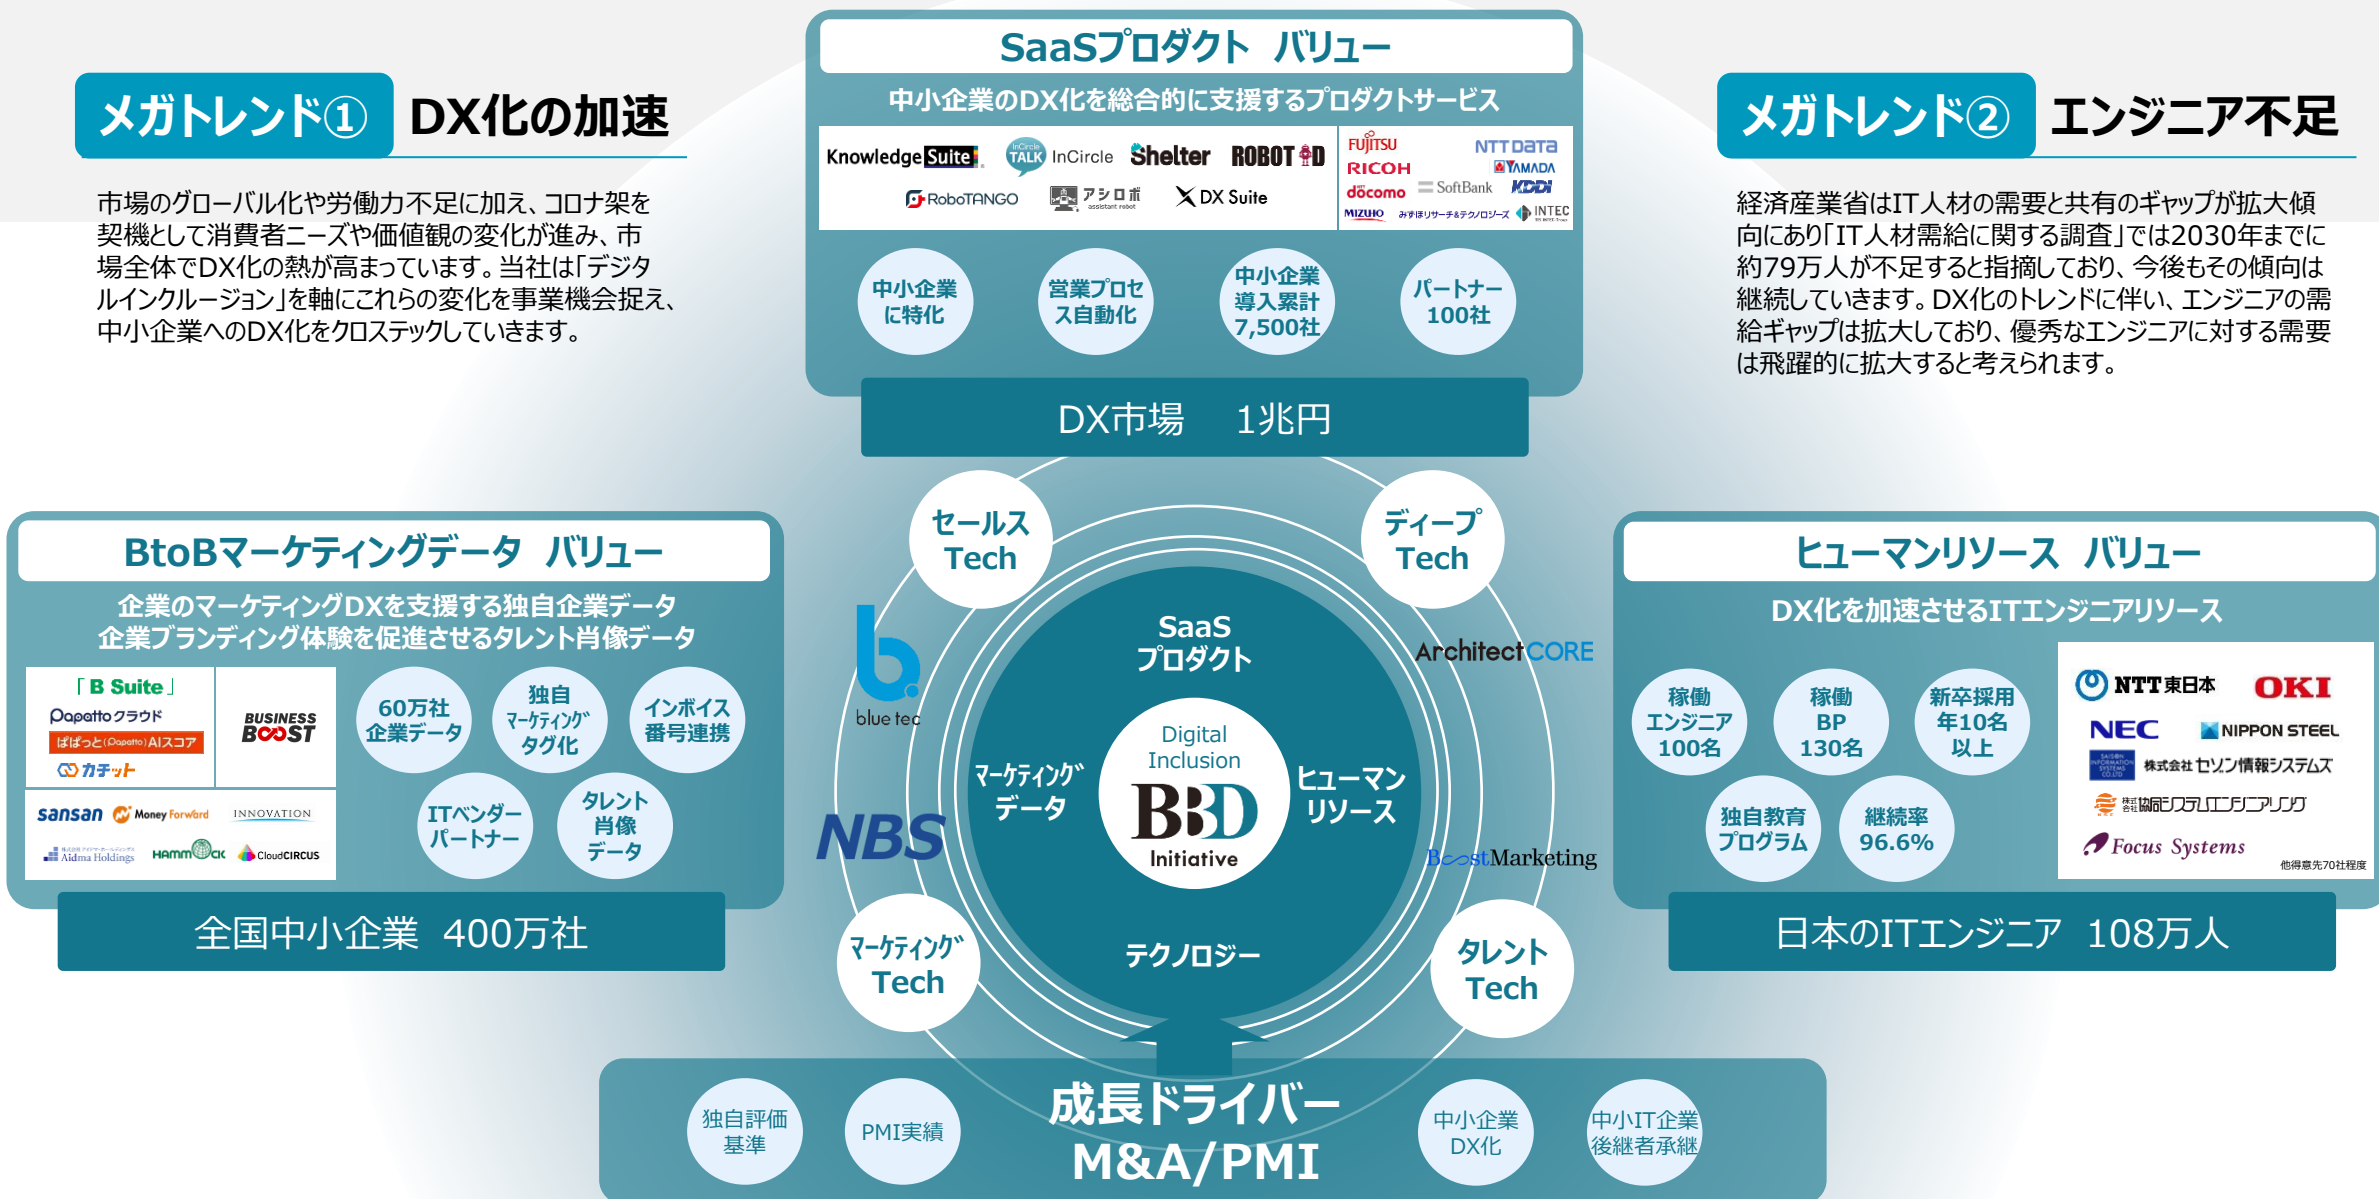 メガトレンド① DX化の加速
市場のグローバル化や労働力不足に加え、コロナ架を
契機として消費者ニーズや価値観の変化が進み、市
場全体でDX化の熱が高まっています。当社は「デジタ
ルインクルージョン」を軸にこれらの変化を事業機会捉え、
中小企業へのDX化をクロステックしていきます。
SaaSプロダクト バリュー
中小企業のDX化を総合的に支援するプロダクトサービス
Knowledge Suite
InCircle TALK InCircle
Shelter
ROBOT ID
RoboTANGO
アシロボ
assistant robot
DX Suite
FUJITSU
NTT DATA
RICOH
YAMADA
docomo
SoftBank
KDDI
MIZUHO みずほリサーチ&テクノロジーズ
INTEC
中小企業
に特化
営業プロセ
ス自動化
中小企業
導入累計
7,500社
パートナー
100社
DX市場 1兆円
メガトレンド② エンジニア不足
経済産業省はIT人材の需要と共有のギャップが拡大傾
向にあり「IT人材需給に関する調査」では2030年までに
約79万人が不足すると指摘しており、今後もその傾向は
継続していきます。DX化のトレンドに伴い、エンジニアの需
給ギャップは拡大しており、優秀なエンジニアに対する需要
は飛躍的に拡大すると考えられます。
BtoBマーケティングデータ バリュー
企業のマーケティングDXを支援する独自企業データ
企業ブランディング体験を促進させるタレント肖像データ
「B Suite」
Papattoクラウド
ぱぱっと(Papatto)AIスコア
カチット
BUSINESS
BOOST
sansan
Money Forward
INNOVATION
Aidma Holdings
HAMMOCK
CloudCIRCUS
60万社
企業データ
独自
マーケティング
タグ化
インボイス
番号連携
ITベンダー
パートナー
タレント
肖像
データ
全国中小企業 400万社
セールス
Tech
ディープ
Tech
blue tec
ArchitectCORE
NBS
BoostMarketing
マーケティング
Tech
タレント
Tech
SaaS
プロダクト
マーケティング
データ
Digital
Inclusion
BBD
Initiative
ヒューマン
リソース
テクノロジー
ヒューマンリソース バリュー
DX化を加速させるITエンジニアリソース
稼働
エンジニア
100名
稼働
BP
130名
新卒採用
年10名
以上
独自教育
プログラム
継続率
96.6%
NTT東日本
OKI
NEC
NIPPON STEEL
SAISON
INFORMATION
SYSTEMS
CO.LTD
株式会社セゾン情報システムズ
株式会社協同システムエンジニアリング
Focus Systems
他得意先70社程度
日本のITエンジニア 108万人
独自評価
基準
PMI実績
成長ドライバー
M&A/PMI
中小企業
DX化
中小IT企業
後継者承継